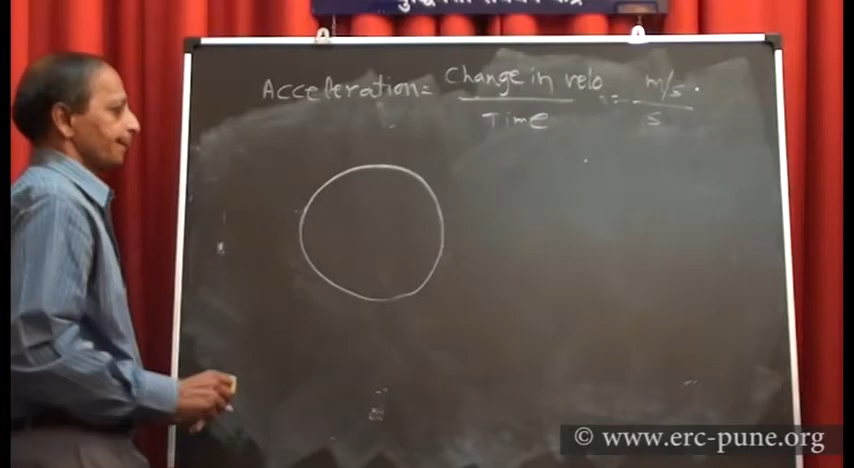 Acceleration = Change in velo / Time = m/s / s
© www.erc-pune.org